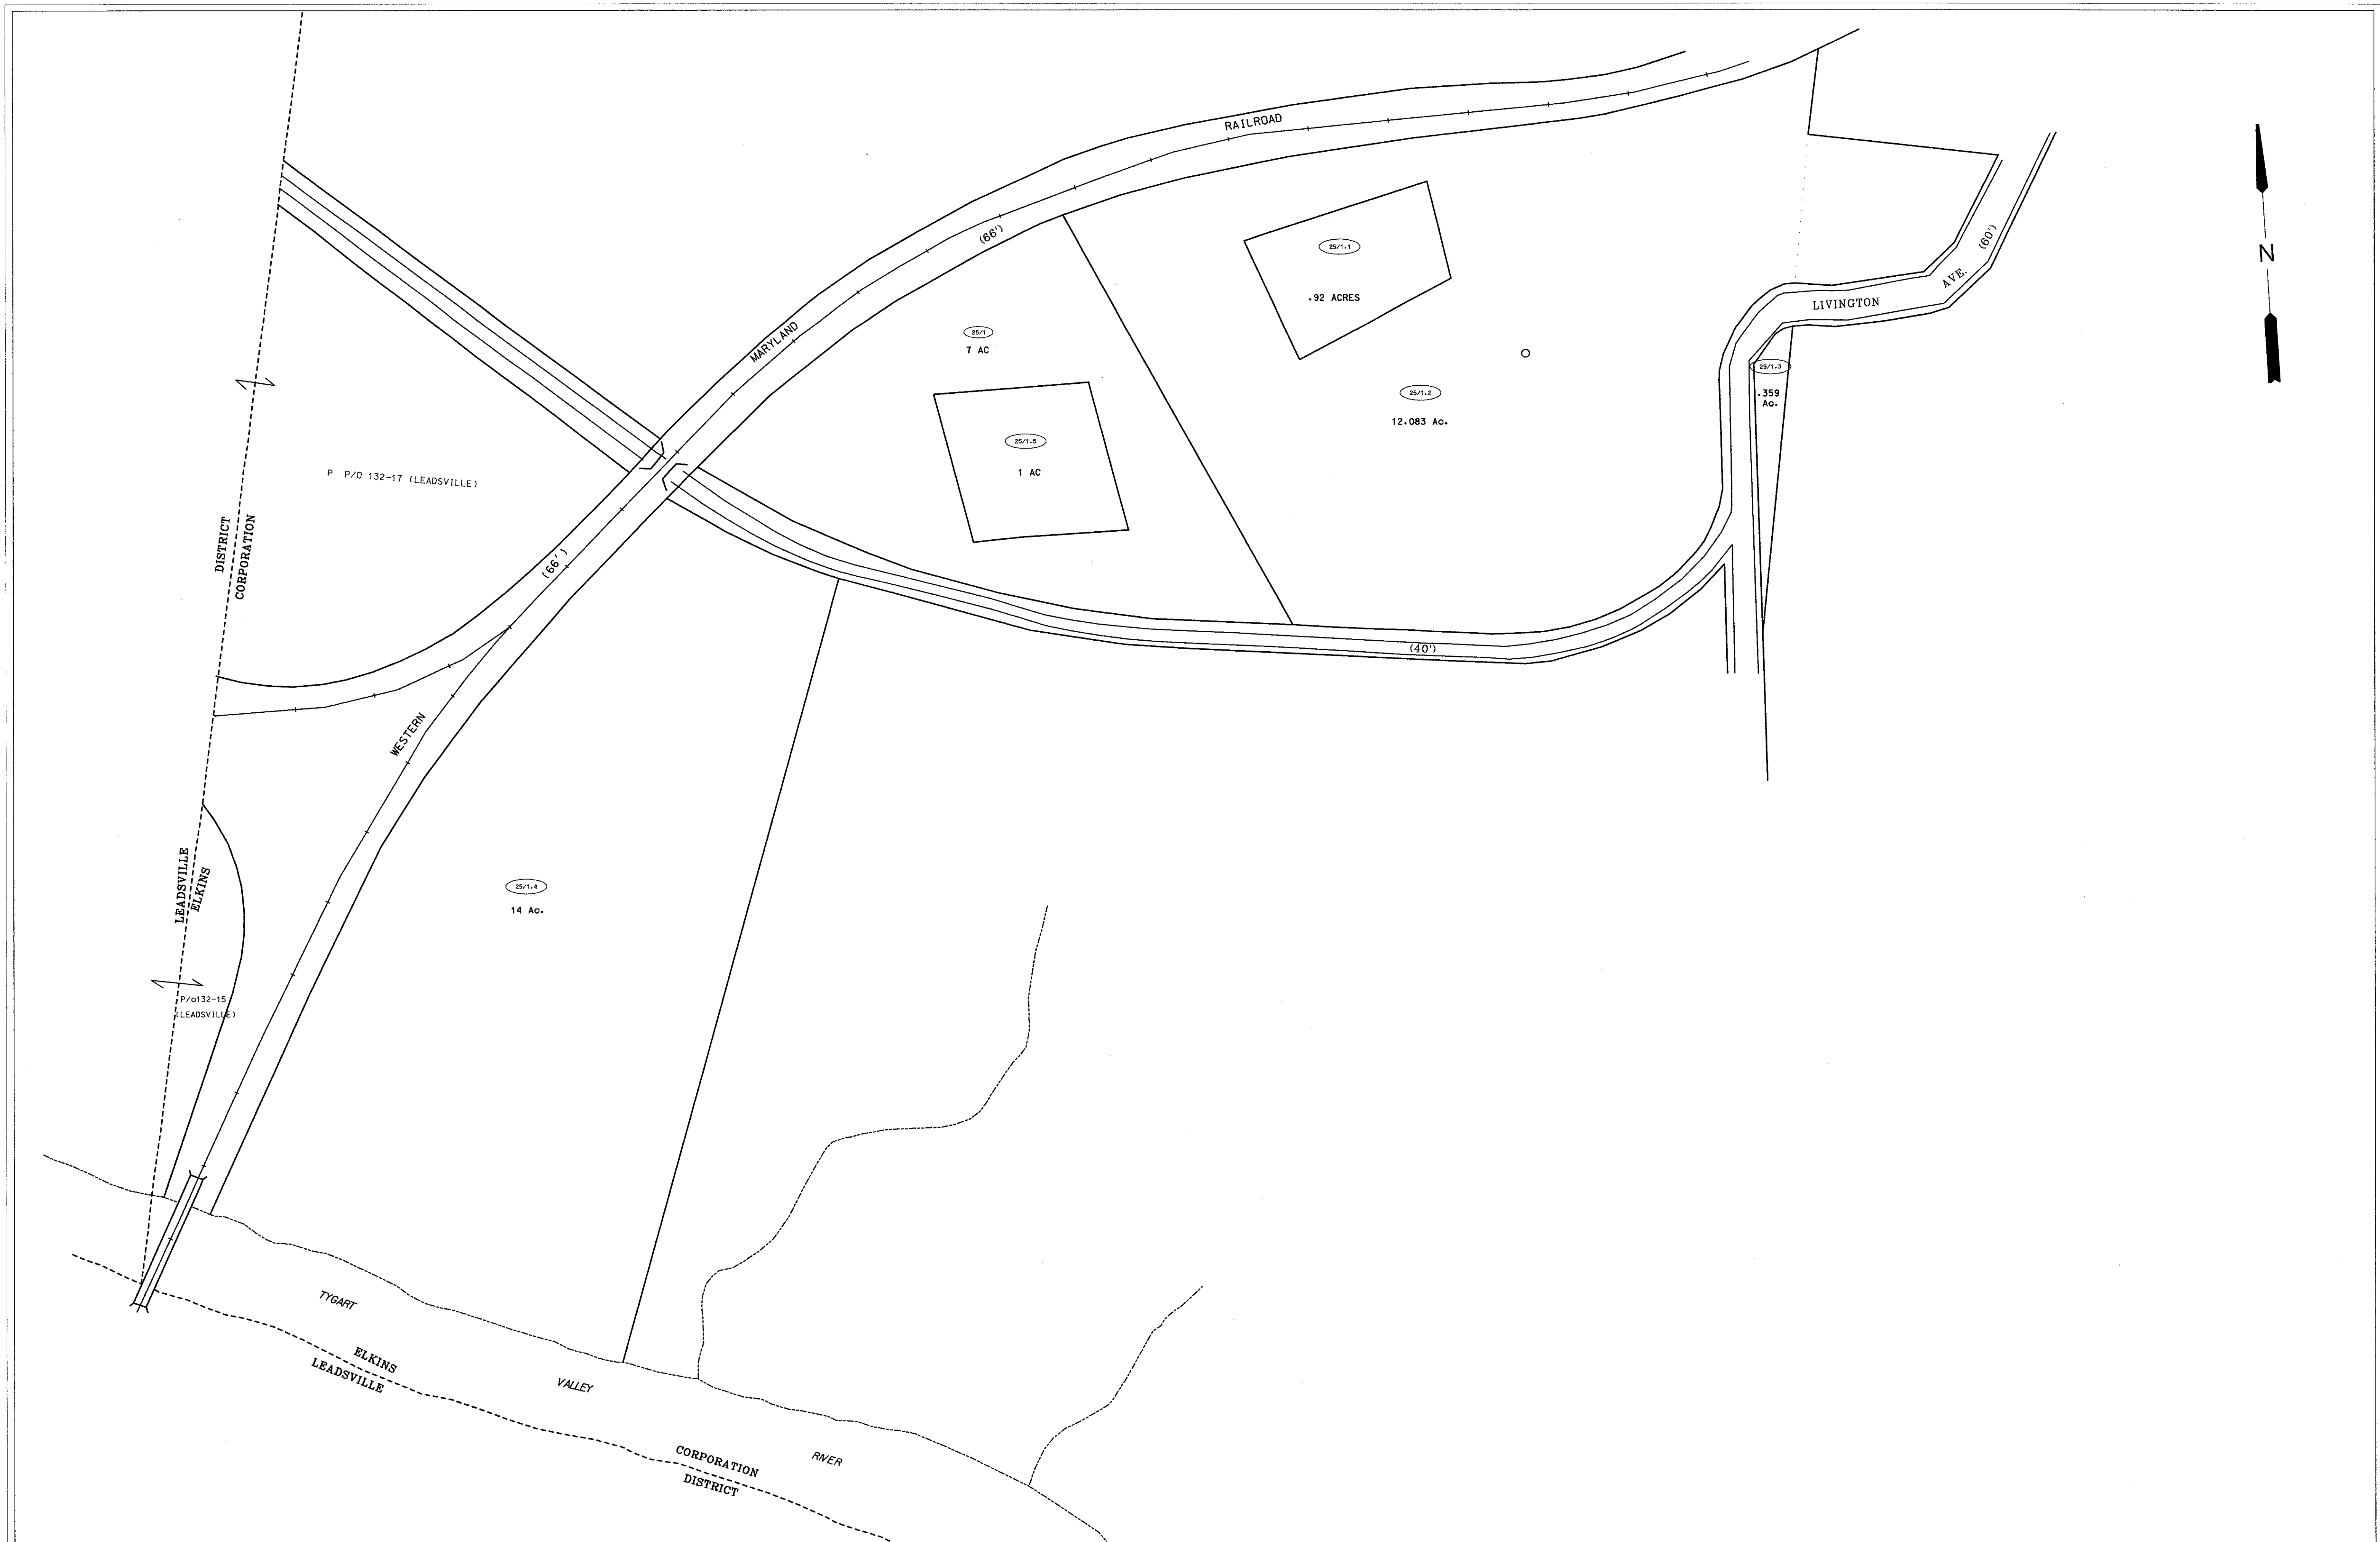 RAILROAD
(66')
MARYLAND
25/1.1
.92 ACRES
25/1
7 AC
25/1.5
1 AC
25/1.2
12.083 Ac.
(60')
AVE.
LIVINGTON
25/1.3
.359
Ac.
N
P P/O 132-17 (LEADSVILLE)
DISTRICT
CORPORATION
(66')
(40')
WESTERN
LEADSVILLE
ELKINS
25/1.4
14 Ac.
P/o132-15
(LEADSVILLE)
TYGART
VALLEY
RIVER
ELKINS
LEADSVILLE
CORPORATION
DISTRICT